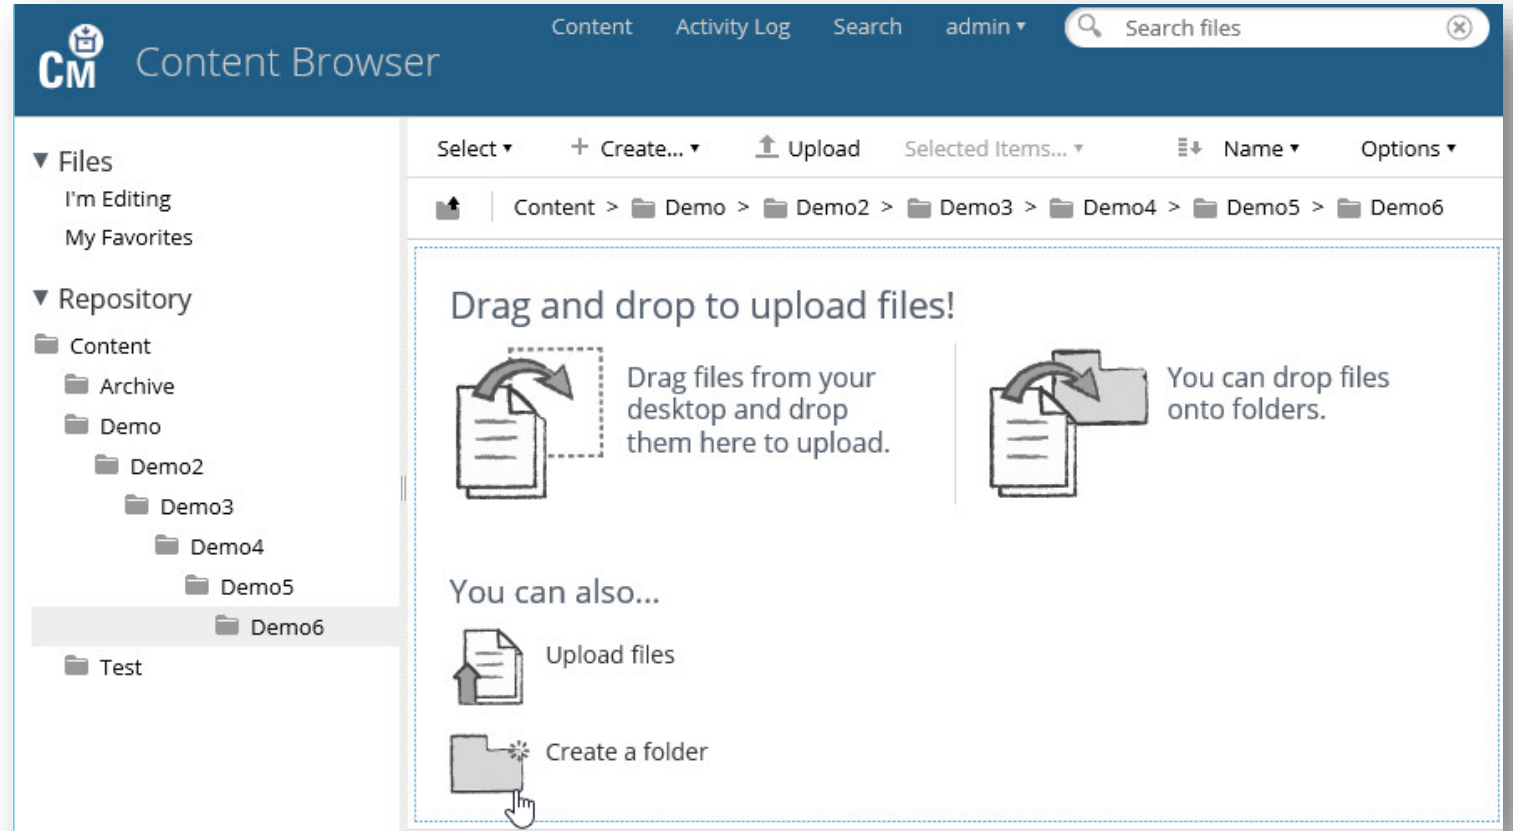 Content Activity Log Search admin ▾ Search files
CM Content Browser
Select ▾ + Create... ▾ Upload Selected Items... ▾ Name ▾ Options ▾
Content > Demo > Demo2 > Demo3 > Demo4 > Demo5 > Demo6
▼ Files
I'm Editing
My Favorites
▼ Repository
Content
Archive
Demo
Demo2
Demo3
Demo4
Demo5
Demo6
Test
Drag and drop to upload files!
Drag files from your
desktop and drop
them here to upload.
You can drop files
onto folders.
You can also...
Upload files
Create a folder